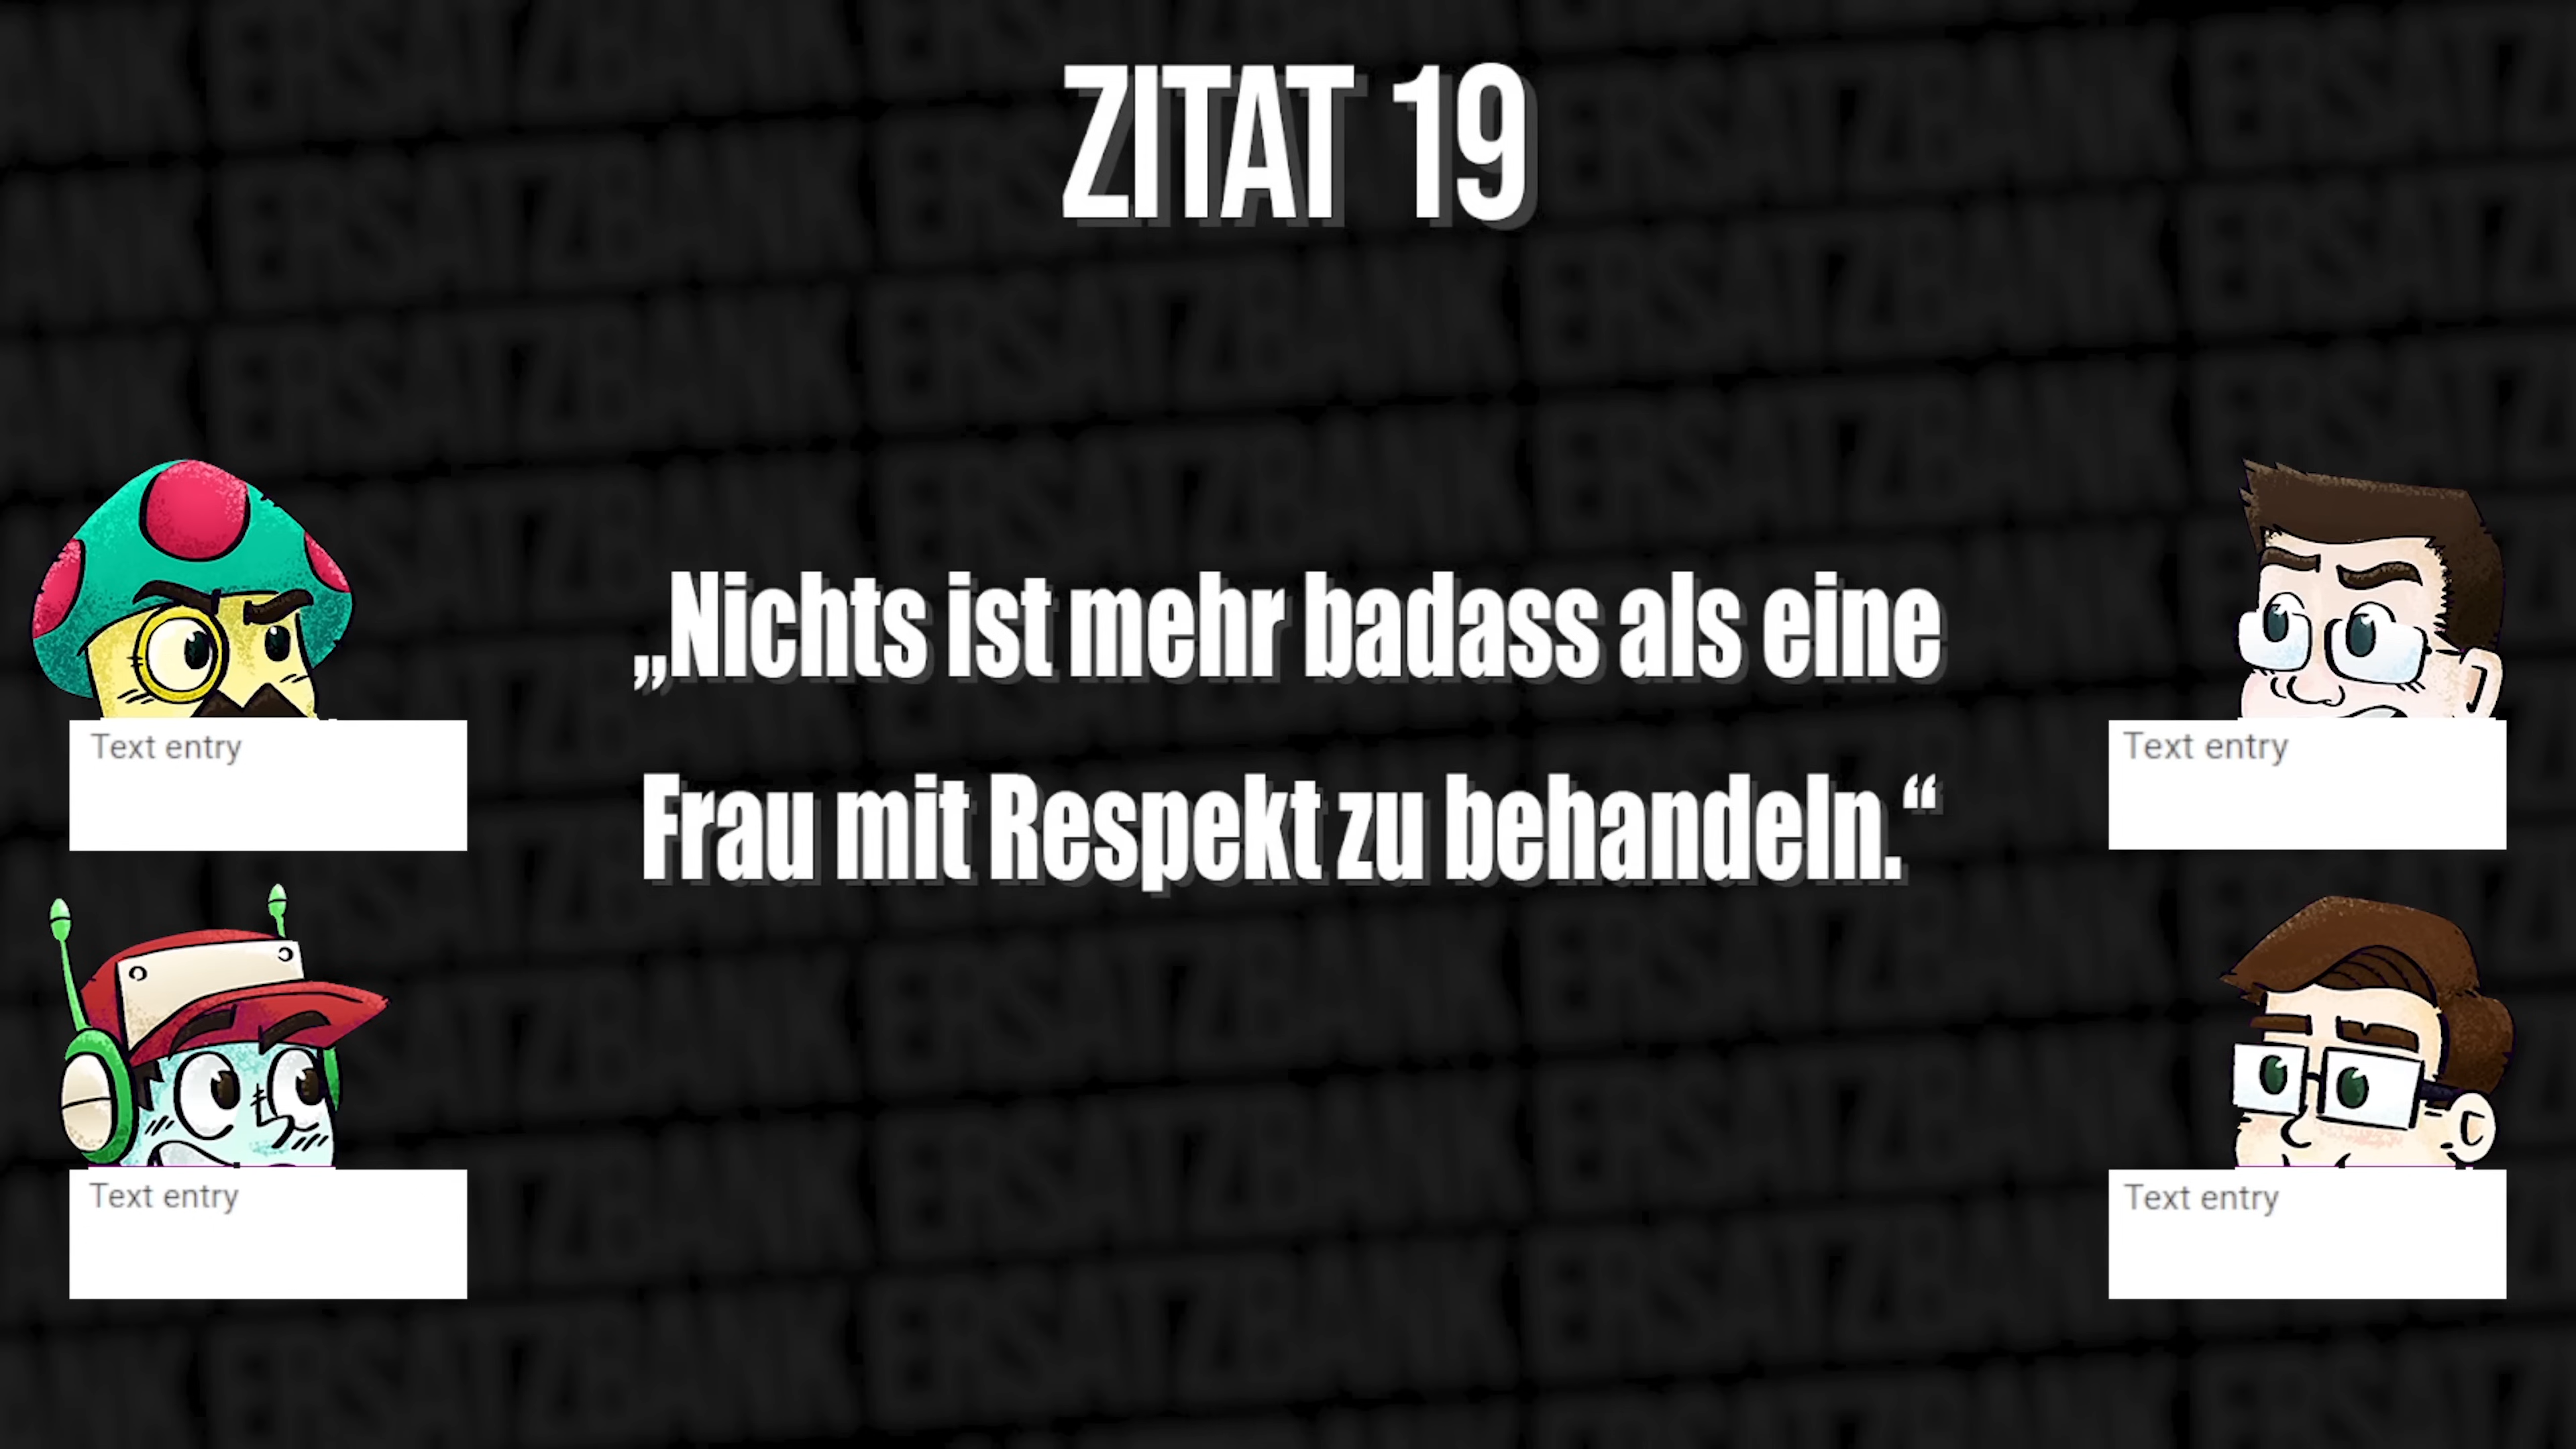 ZITAT 19
„Nichts ist mehr badass als eine
Frau mit Respekt zu behandeln.“
Text entry
Text entry
Text entry
Text entry
ERSATZBANK